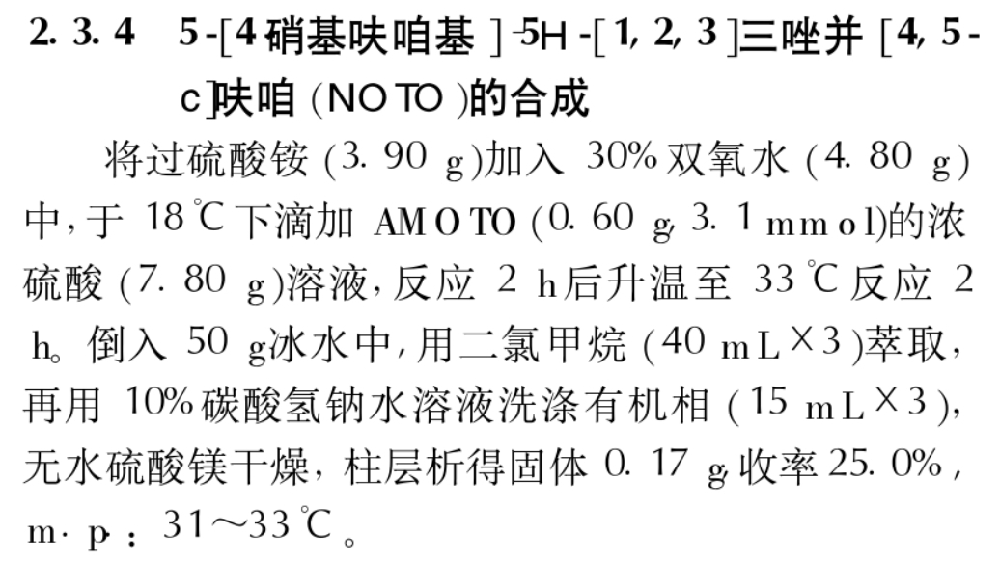 2.3.4 5-[4-硝基呋咱基]-5H-[1,2,3]三唑并[4,5-
c]呋咱(NOTO)的合成
将过硫酸铵(3.90 g)加入 30%双氧水(4.80 g)
中,于 18℃下滴加 AMOTO(0.60 g, 3.1 mmol)的浓
硫酸(7.80 g)溶液,反应 2 h后升温至 33℃反应 2
h。倒入 50 g冰水中,用二氯甲烷(40 mL×3)萃取,
再用 10%碳酸氢钠水溶液洗涤有机相(15 mL×3),
无水硫酸镁干燥,柱层析得固体 0.17 g,收率25.0%,
m·p:31~33℃。